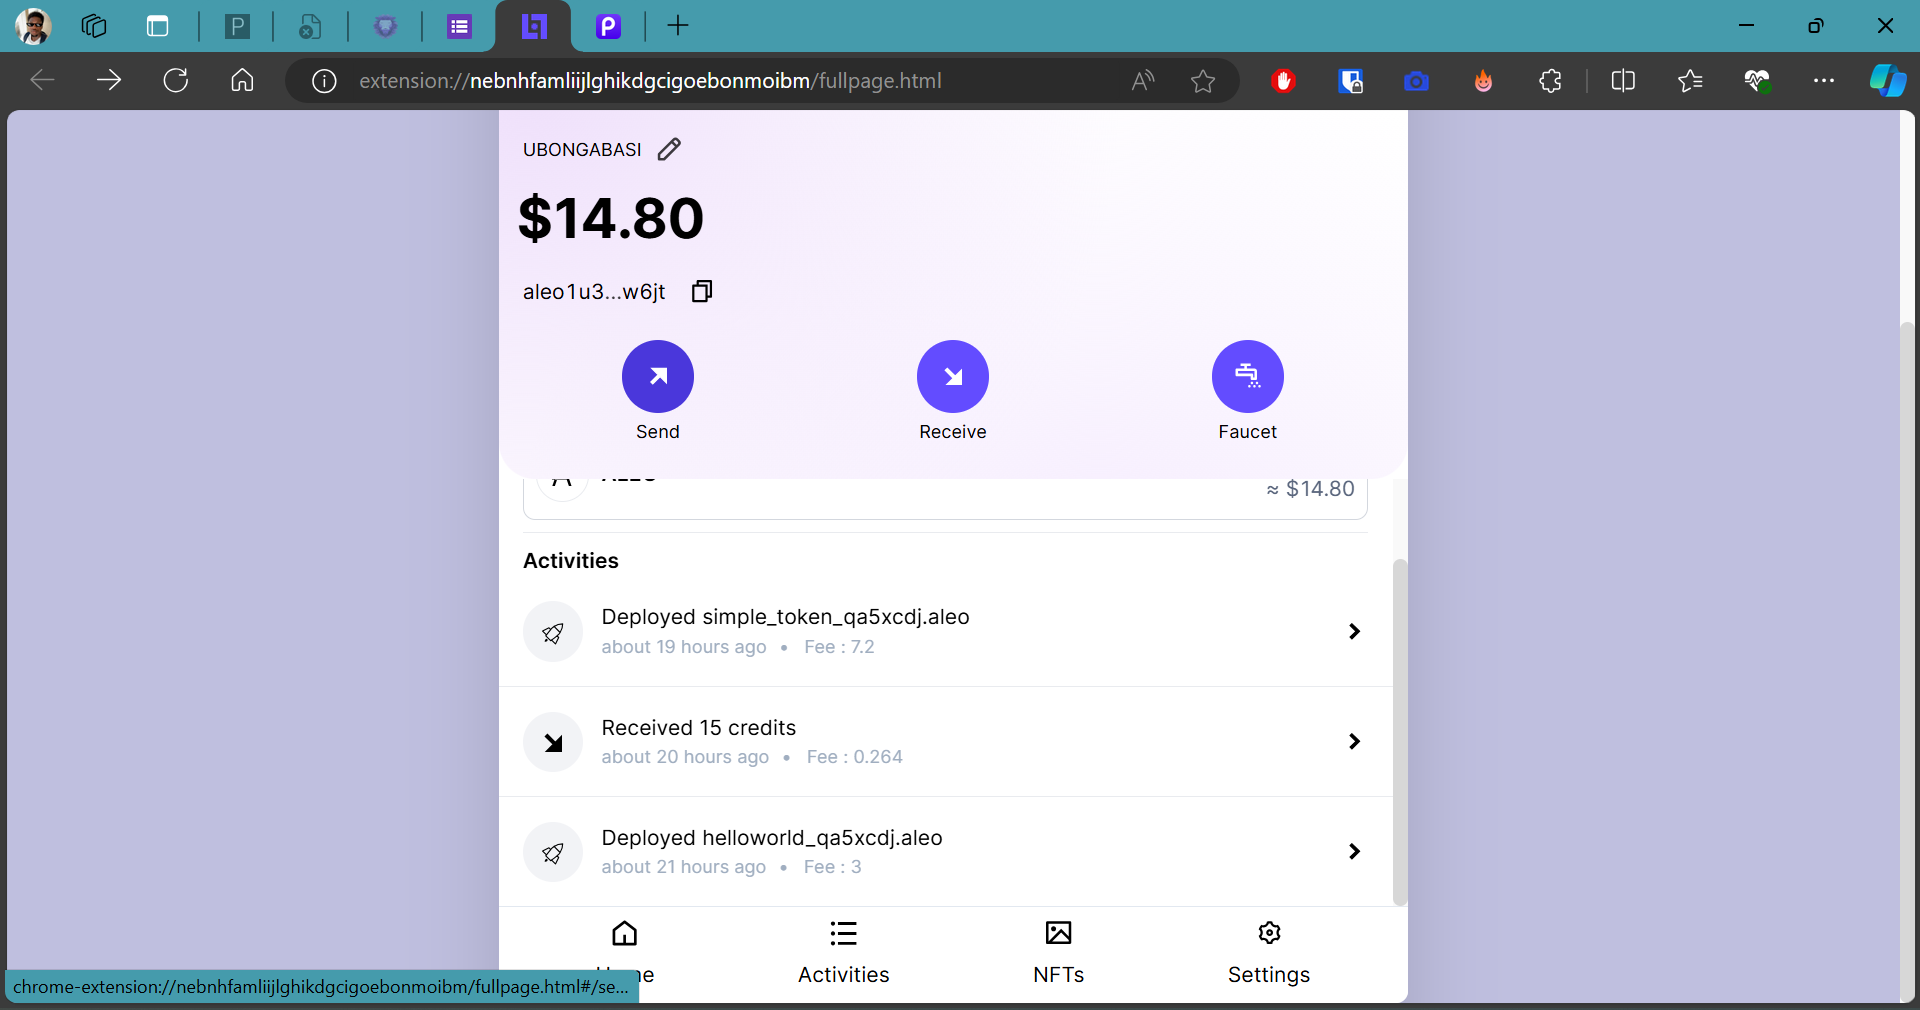 extension://nebnhfamliijlghikdgcigoebonmoibm/fullpage.html
UBONGABASI
$14.80
aleo1u3...w6jt
Send
Receive
Faucet
≈ $14.80
Activities
Deployed simple_token_qa5xcdj.aleo
about 19 hours ago • Fee : 7.2
Received 15 credits
about 20 hours ago • Fee : 0.264
Deployed helloworld_qa5xcdj.aleo
about 21 hours ago • Fee : 3
Activities
NFTs
Settings
chrome-extension://nebnhfamliijlghikdgcigoebonmoibm/fullpage.html#/se...